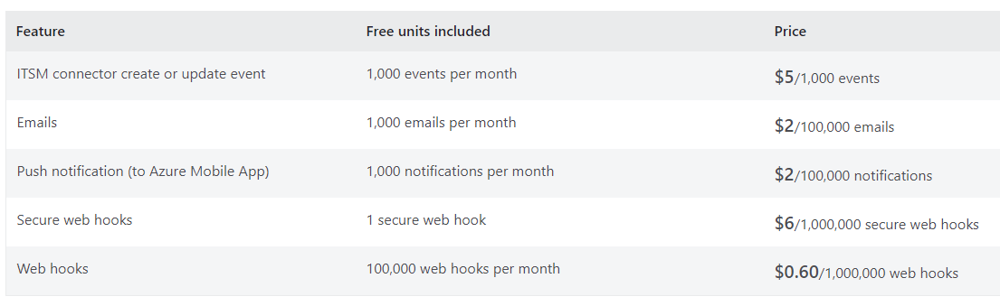 Feature Free units included Price
ITSM connector create or update event 1,000 events per month $5/1,000 events
Emails 1,000 emails per month $2/100,000 emails
Push notification (to Azure Mobile App) 1,000 notifications per month $2/100,000 notifications
Secure web hooks 1 secure web hook $6/1,000,000 secure web hooks
Web hooks 100,000 web hooks per month $0.60/1,000,000 web hooks